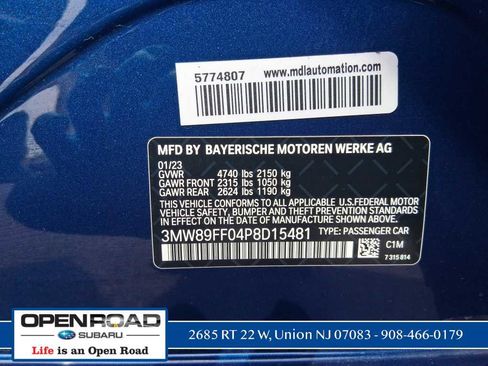 5774807 www.mdlautomation.com
MFD BY BAYERISCHE MOTOREN WERKE AG
01/23
GVWR 4740 lbs 2150 kg
GAWR FRONT 2315 lbs 1050 kg
GAWR REAR 2624 lbs 1190 kg
THIS VEHICLE CONFORMS TO ALL APPLICABLE U.S.FEDERAL MOTOR
VEHICLE SAFETY, BUMPER, AND THEFT PREVENTION STANDARDS
IN EFFECT ON THE DATE OF MANUFACTURE SHOWN ABOVE.
3MW89FF04P8D15481 TYPE: PASSENGER CAR
C1M
7 315 814
OPEN ROAD
SUBARU
Life is an Open Road
2685 RT 22 W, Union NJ 07083 - 908-466-0179